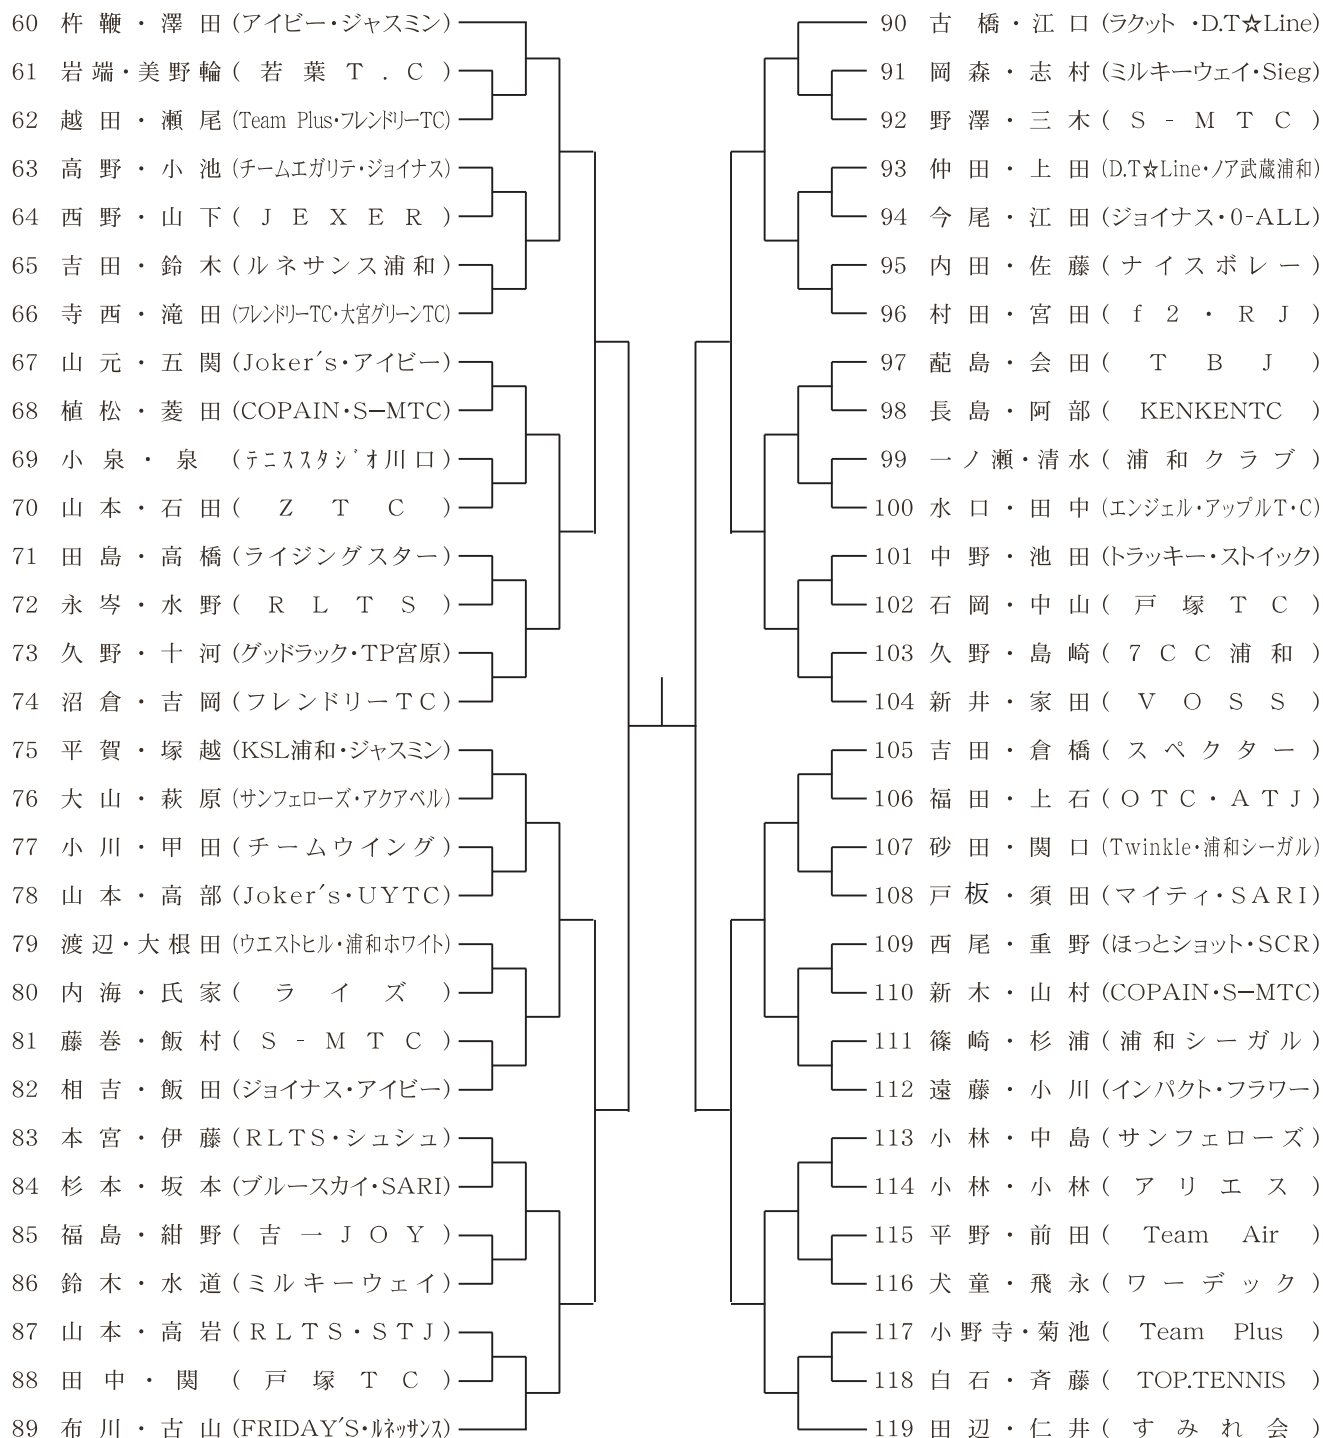 60 杵鞭・澤田(アイビー・ジャスミン)
61 岩端・美野輪(若葉T.C)
62 越田・瀬尾(Team Plus・フレンドリーTC)
63 高野・小池(チームエガリテ・ジョイナス)
64 西野・山下(JEXER)
65 吉田・鈴木(ルネサンス浦和)
66 寺西・滝田(フレンドリーTC・大宮グリーンTC)
67 山元・五関(Joker's・アイビー)
68 植松・菱田(COPAIN・S−MTC)
69 小泉・泉(テニススタジオ川口)
70 山本・石田(ZTC)
71 田島・高橋(ライジングスター)
72 永岑・水野(RLTS)
73 久野・十河(グッドラック・TP宮原)
74 沼倉・吉岡(フレンドリーTC)
75 平賀・塚越(KSL浦和・ジャスミン)
76 大山・萩原(サンフェローズ・アクアベル)
77 小川・甲田(チームウイング)
78 山本・高部(Joker's・UYTC)
79 渡辺・大根田(ウエストヒル・浦和ホワイト)
80 内海・氏家(ライズ)
81 藤巻・飯村(S-MTC)
82 相吉・飯田(ジョイナス・アイビー)
83 本宮・伊藤(RLTS・シュシュ)
84 杉本・坂本(ブルースカイ・SARI)
85 福島・紺野(吉一JOY)
86 鈴木・水道(ミルキーウェイ)
87 山本・高岩(RLTS・STJ)
88 田中・関(戸塚TC)
89 布川・古山(FRIDAY'S・ルネッサンス)
90 古橋・江口(ラクット・D.T☆Line)
91 岡森・志村(ミルキーウェイ・Sieg)
92 野澤・三木(S-MTC)
93 仲田・上田(D.T☆Line・ノア武蔵浦和)
94 今尾・江田(ジョイナス・0-ALL)
95 内田・佐藤(ナイスボレー)
96 村田・宮田(f2・RJ)
97 蓜島・会田(TBJ)
98 長島・阿部(KENKENTC)
99 一ノ瀬・清水(浦和クラブ)
100 水口・田中(エンジェル・アップルT・C)
101 中野・池田(トラッキー・ストイック)
102 石岡・中山(戸塚TC)
103 久野・島崎(7CC浦和)
104 新井・家田(VOSS)
105 吉田・倉橋(スペクター)
106 福田・上石(OTC・ATJ)
107 砂田・関口(Twinkle・浦和シーガル)
108 戸板・須田(マイティ・SARI)
109 西尾・重野(ほっとショット・SCR)
110 新木・山村(COPAIN・S−MTC)
111 篠崎・杉浦(浦和シーガル)
112 遠藤・小川(インパクト・フラワー)
113 小林・中島(サンフェローズ)
114 小林・小林(アリエス)
115 平野・前田(Team Air)
116 犬童・飛永(ワーデック)
117 小野寺・菊池(Team Plus)
118 白石・斉藤(TOP.TENNIS)
119 田辺・仁井(すみれ会)